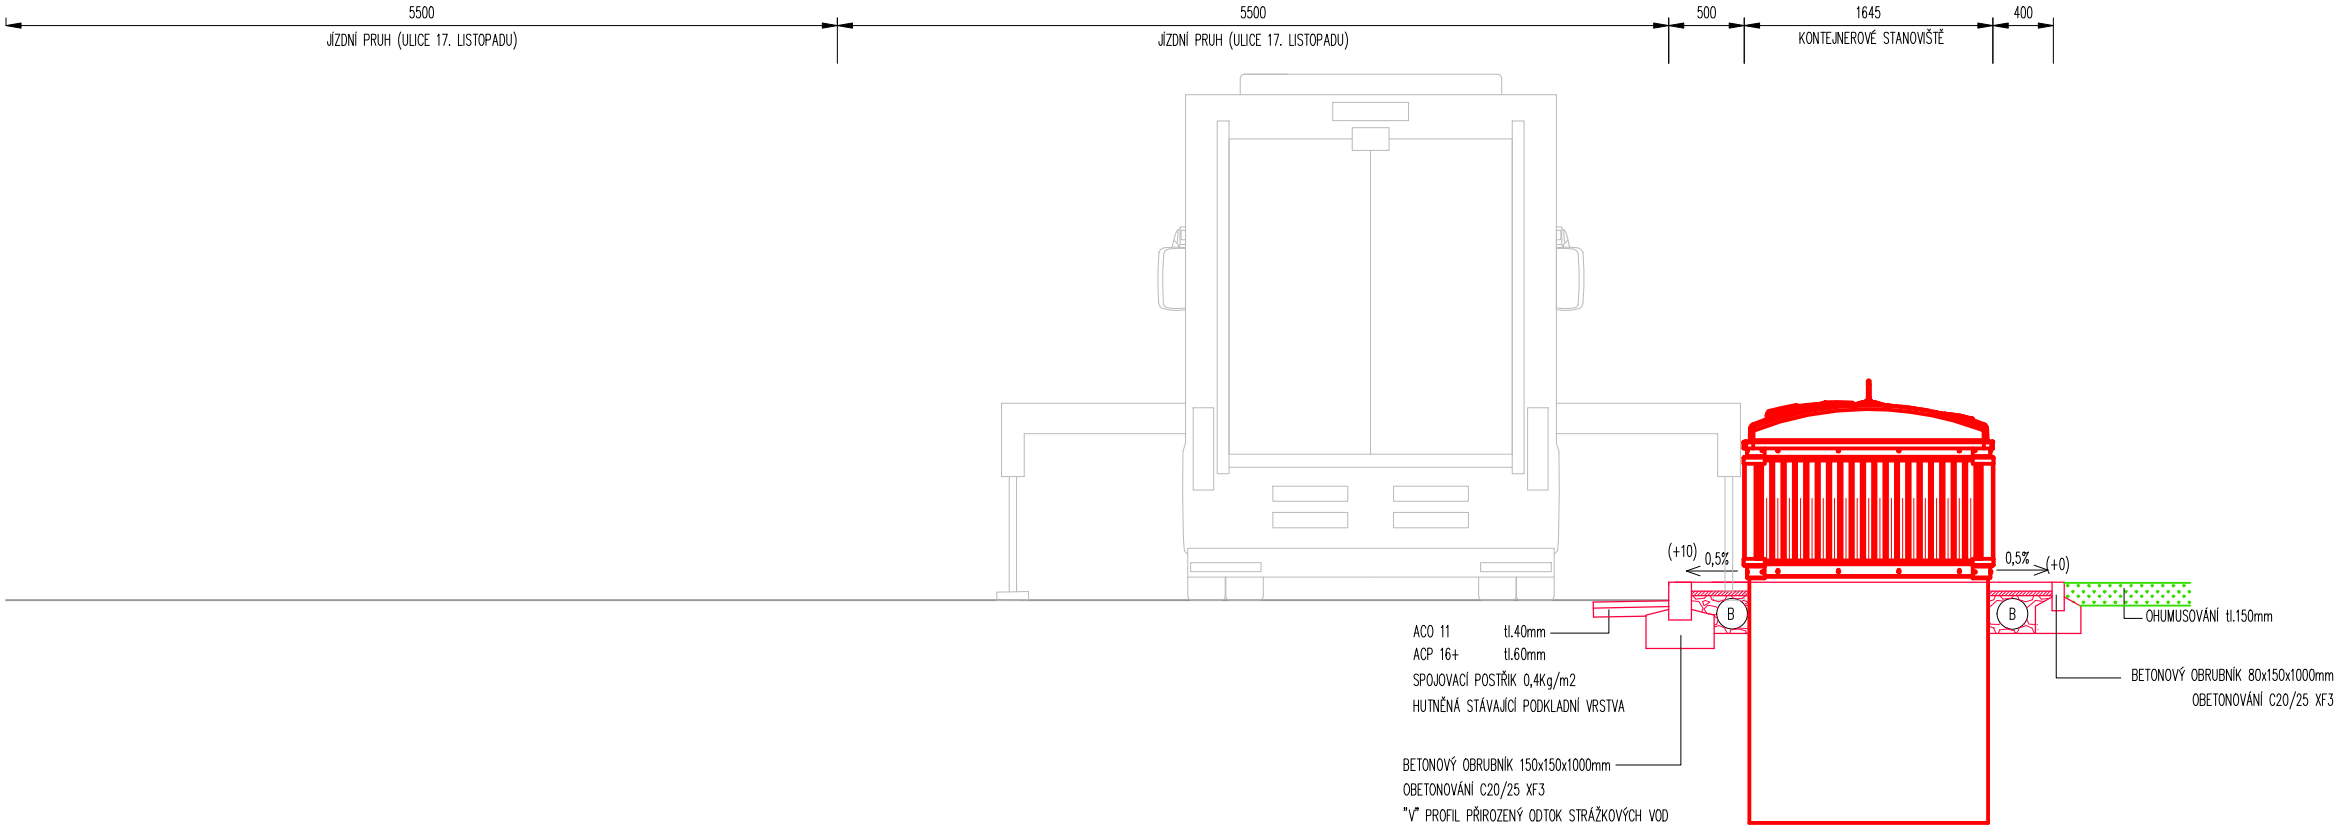 5500
5500
500
1645
400
JÍZDNÍ PRUH (ULICE 17. LISTOPADU)
JÍZDNÍ PRUH (ULICE 17. LISTOPADU)
KONTEJNEROVÉ STANOVIŠTĚ
(+10)
0,5%
0,5%
(+0)
B
B
OHUMUSOVÁNÍ tl.150mm
ACO 11 tl.40mm
ACP 16+ tl.60mm
SPOJOVACÍ POSTŘIK 0,4Kg/m2
HUTNĚNÁ STÁVAJÍCÍ PODKLADNÍ VRSTVA
BETONOVÝ OBRUBNÍK 80x150x1000mm
OBETONOVÁNÍ C20/25 XF3
BETONOVÝ OBRUBNÍK 150x150x1000mm
OBETONOVÁNÍ C20/25 XF3
"V" PROFIL PŘIROZENÝ ODTOK STRÁŽKOVÝCH VOD